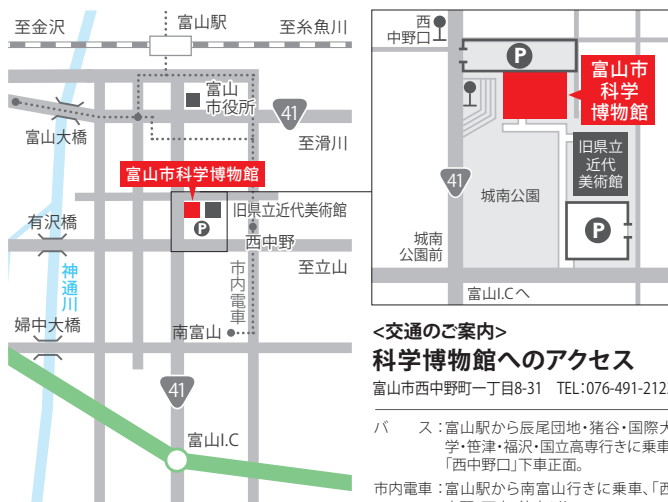 至金沢
富山駅
至糸魚川
富山
市役所
41
富山大橋
至滑川
富山市科学博物館
旧県立近代美術館
P
有沢橋
西中野
神通川
市内電車
至立山
婦中大橋
南富山
41
富山I.C
西
中野口
P
富山市
科学
博物館
旧県立
近代
美術館
41
城南公園
P
城南
公園前
富山I.Cへ
<交通のご案内>
科学博物館へのアクセス
富山市西中野町一丁目8-31 TEL:076-491-212
バ ス:富山駅から辰尾団地・猪谷・国際大
学・笹津・福沢・国立高専行きに乗車
「西中野口」下車正面。
市内電車:富山駅から南富山行きに乗車、「西